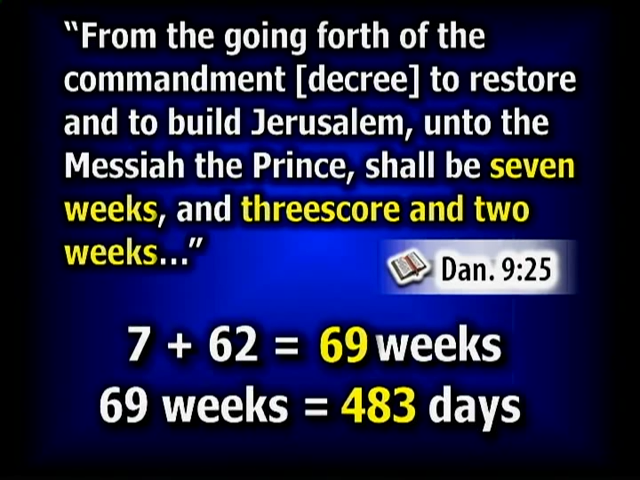 “From the going forth of the
commandment [decree] to restore
and to build Jerusalem, unto the
Messiah the Prince, shall be seven
weeks, and threescore and two
weeks...”
Dan. 9:25
7 + 62 = 69 weeks
69 weeks = 483 days